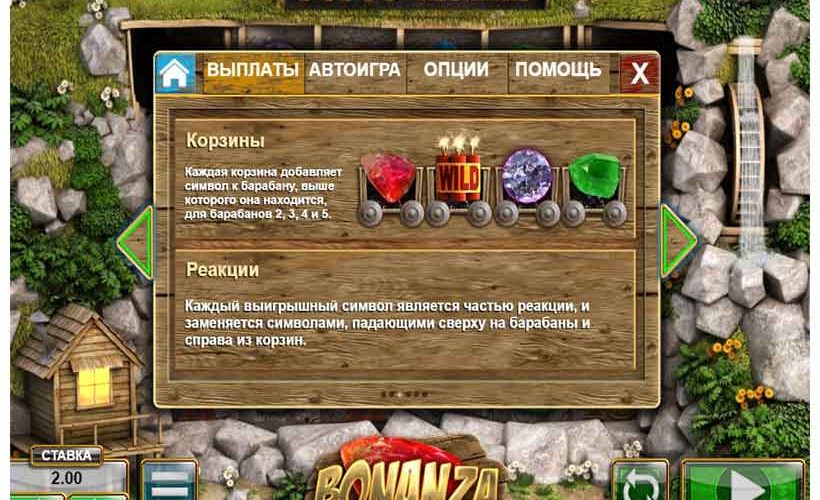 ВЫПЛАТЫ АВТОИГРА ОПЦИИ ПОМОЩЬ X
Корзины
Каждая корзина добавляет
символ к барабану, выше
которого она находится,
для барабанов 2, 3, 4 и 5.
WILD
Реакции
Каждый выигрышный символ является частью реакции, и
заменяется символами, падающими сверху на барабаны и
справа из корзин.
СТАВКА
2.00
BONANZA